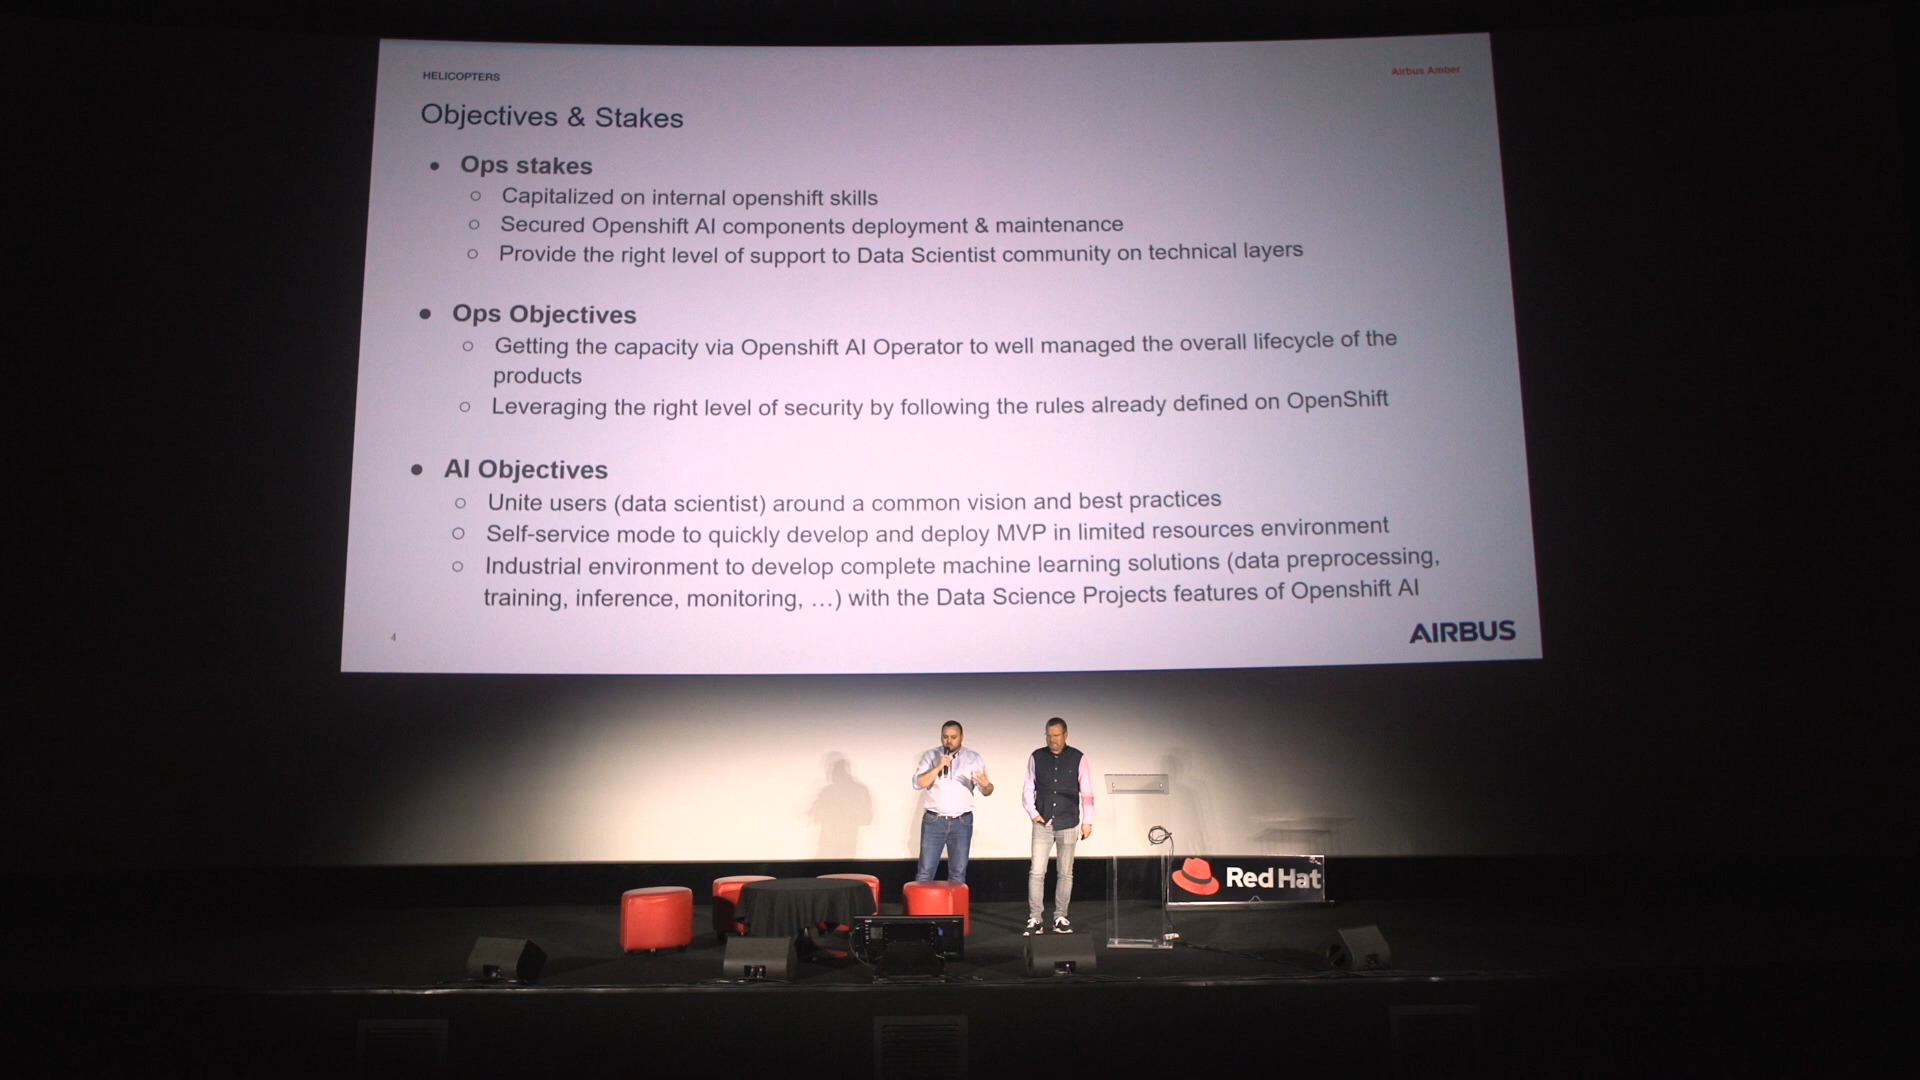 HELICOPTERS
Airbus Amber
Objectives & Stakes
● Ops stakes
○ Capitalized on internal openshift skills
○ Secured Openshift AI components deployment & maintenance
○ Provide the right level of support to Data Scientist community on technical layers
● Ops Objectives
○ Getting the capacity via Openshift AI Operator to well managed the overall lifecycle of the
products
○ Leveraging the right level of security by following the rules already defined on OpenShift
● AI Objectives
○ Unite users (data scientist) around a common vision and best practices
○ Self-service mode to quickly develop and deploy MVP in limited resources environment
○ Industrial environment to develop complete machine learning solutions (data preprocessing,
training, inference, monitoring, …) with the Data Science Projects features of Openshift AI
4
AIRBUS
Red Hat